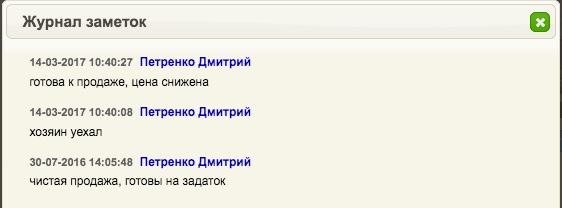 Журнал заметок
14-03-2017 10:40:27 Петренко Дмитрий
готова к продаже, цена снижена
14-03-2017 10:40:08 Петренко Дмитрий
хозяин уехал
30-07-2016 14:05:48 Петренко Дмитрий
чистая продажа, готовы на задаток